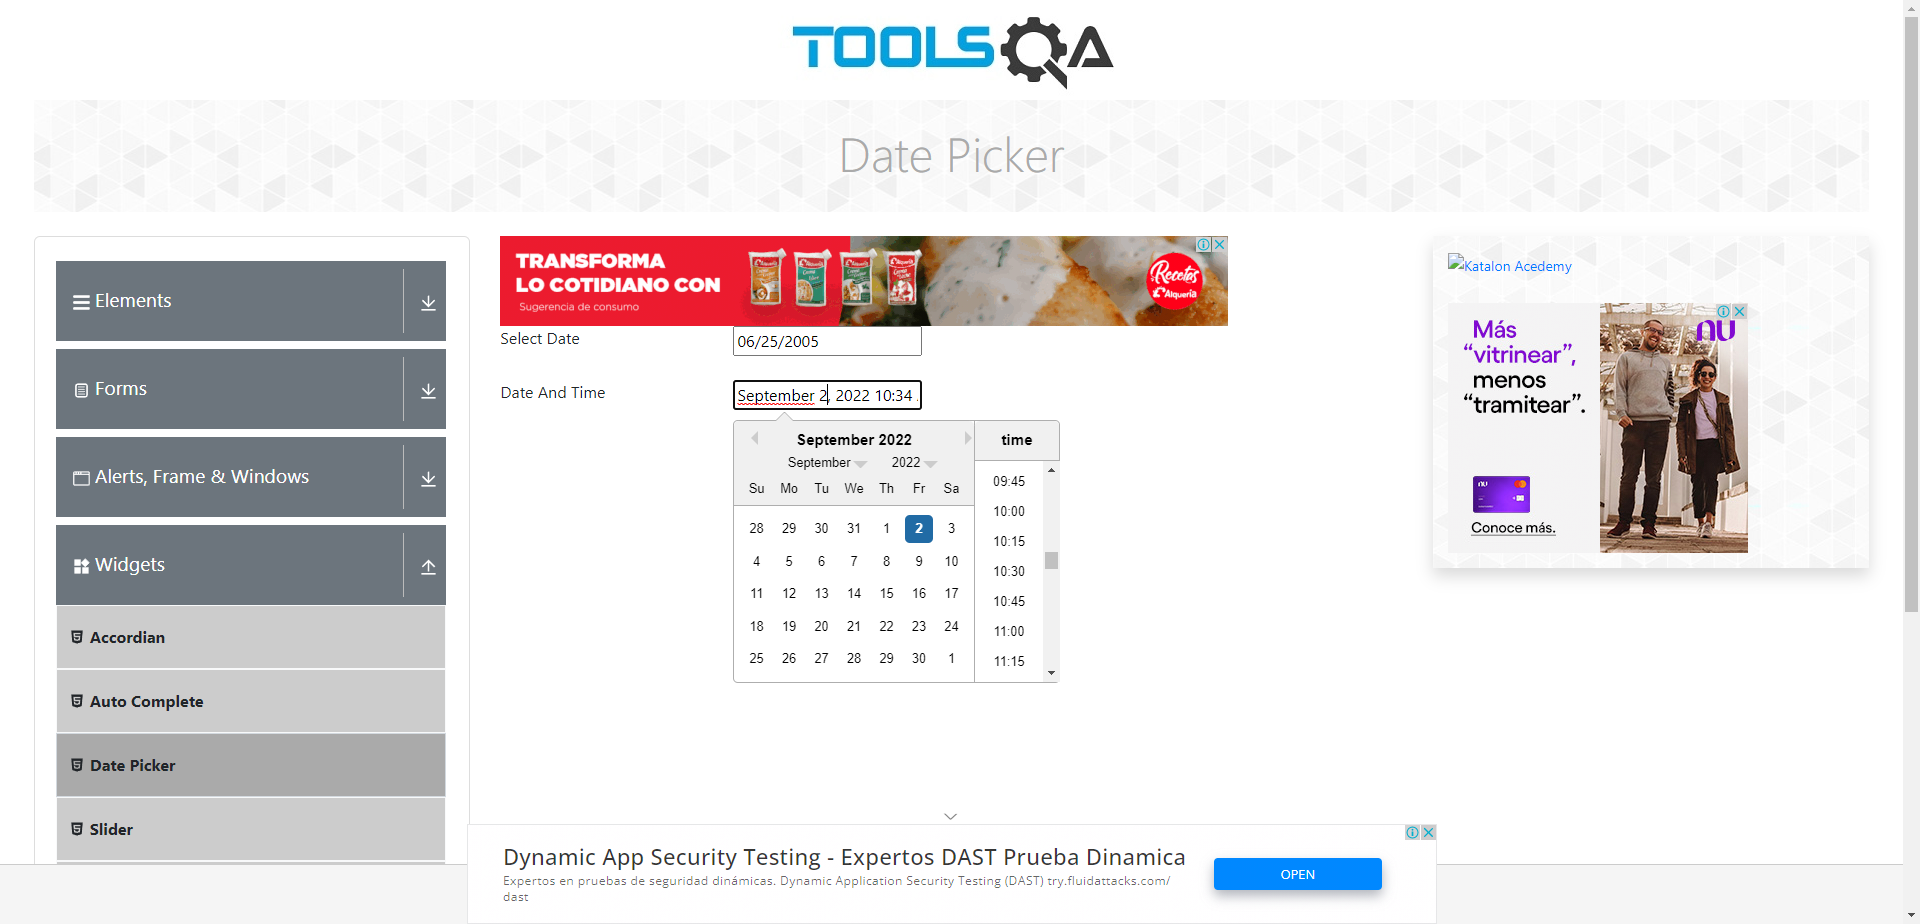 TOOLSQA
Date Picker
Elements
Forms
Alerts, Frame & Windows
Widgets
Accordian
Auto Complete
Date Picker
Slider
TRANSFORMA
LO COTIDIANO CON
Sugerencia de consumo
Recetas
Alquería
Select Date
06/25/2005
Date And Time
September 2, 2022 10:34
September 2022
September 2022
Su Mo Tu We Th Fr Sa
28 29 30 31 1 2 3
4 5 6 7 8 9 10
11 12 13 14 15 16 17
18 19 20 21 22 23 24
25 26 27 28 29 30 1
time
09:45
10:00
10:15
10:30
10:45
11:00
11:15
Katalon Acedemy
Más
“vitrinear”,
menos
“tramitear”.
nu
nu
Conoce más.
Dynamic App Security Testing - Expertos DAST Prueba Dinamica
Expertos en pruebas de seguridad dinámicas. Dynamic Application Security Testing (DAST) try.fluidattacks.com/
dast
OPEN